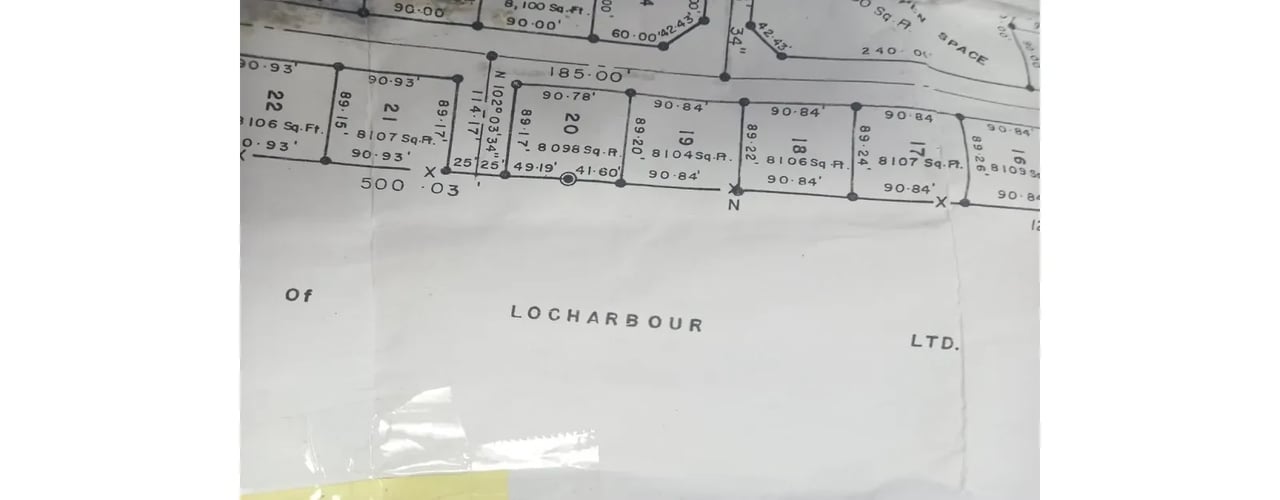 90·00
8,100 Sq.Ft.
90·00'
60·00'
42·43'
34"
42·43'
240·0
SPACE
185·00'
90·93'
22
8106 Sq.Ft.
0·93'
89·15'
90·93'
21
8107 Sq.Ft.
90·93'
89·17'
X
25'
25'
114·17'
N 102°03'34"
90·78'
89·17'
20
8098 Sq.Ft.
49·19'
41·60'
90·84'
89·20'
19
8104 Sq.Ft.
90·84'
X
N
90·84'
89·22'
18
8106 Sq.Ft.
90·84'
90·84
89·24'
17
8107 Sq.Ft.
90·84'
X
90·84'
89·26'
16
8109 S
90·84
500 ·03
Of
LOCHARBOUR
LTD.